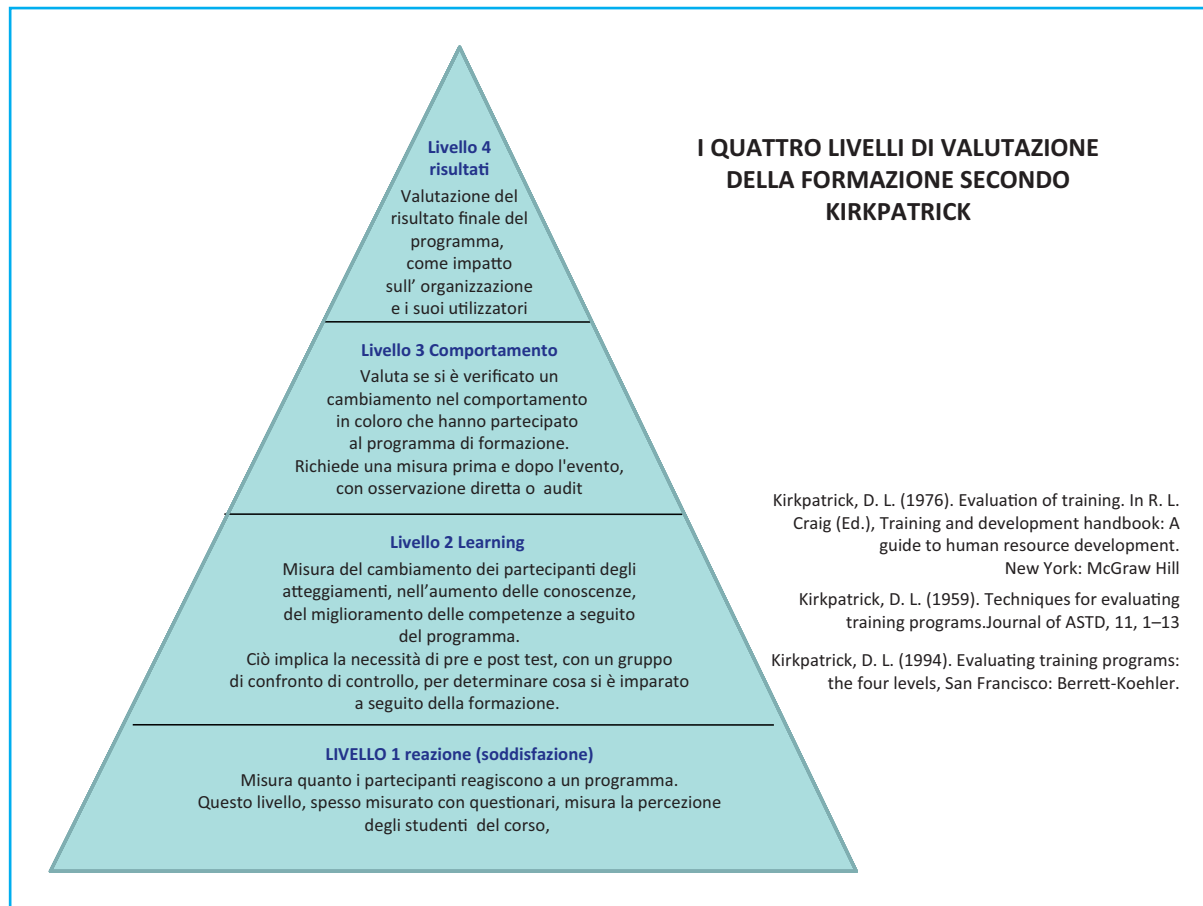 I QUATTRO LIVELLI DI VALUTAZIONE
DELLA FORMAZIONE SECONDO
KIRKPATRICK
Livello 4
risultati
Valutazione del
risultato finale del
programma,
come impatto
sull' organizzazione
e i suoi utilizzatori
Livello 3 Comportamento
Valuta se si è verificato un
cambiamento nel comportamento
in coloro che hanno partecipato
al programma di formazione.
Richiede una misura prima e dopo l'evento,
con osservazione diretta o audit
Livello 2 Learning
Misura del cambiamento dei partecipanti degli
atteggiamenti, nell'aumento delle conoscenze,
del miglioramento delle competenze a seguito
del programma.
Ciò implica la necessità di pre e post test, con un gruppo
di confronto di controllo, per determinare cosa si è imparato
a seguito della formazione.
LIVELLO 1 reazione (soddisfazione)
Misura quanto i partecipanti reagiscono a un programma.
Questo livello, spesso misurato con questionari, misura la percezione
degli studenti del corso,
Kirkpatrick, D. L. (1976). Evaluation of training. In R. L.
Craig (Ed.), Training and development handbook: A
guide to human resource development.
New York: McGraw Hill
Kirkpatrick, D. L. (1959). Techniques for evaluating
training programs.Journal of ASTD, 11, 1–13
Kirkpatrick, D. L. (1994). Evaluating training programs:
the four levels, San Francisco: Berrett-Koehler.